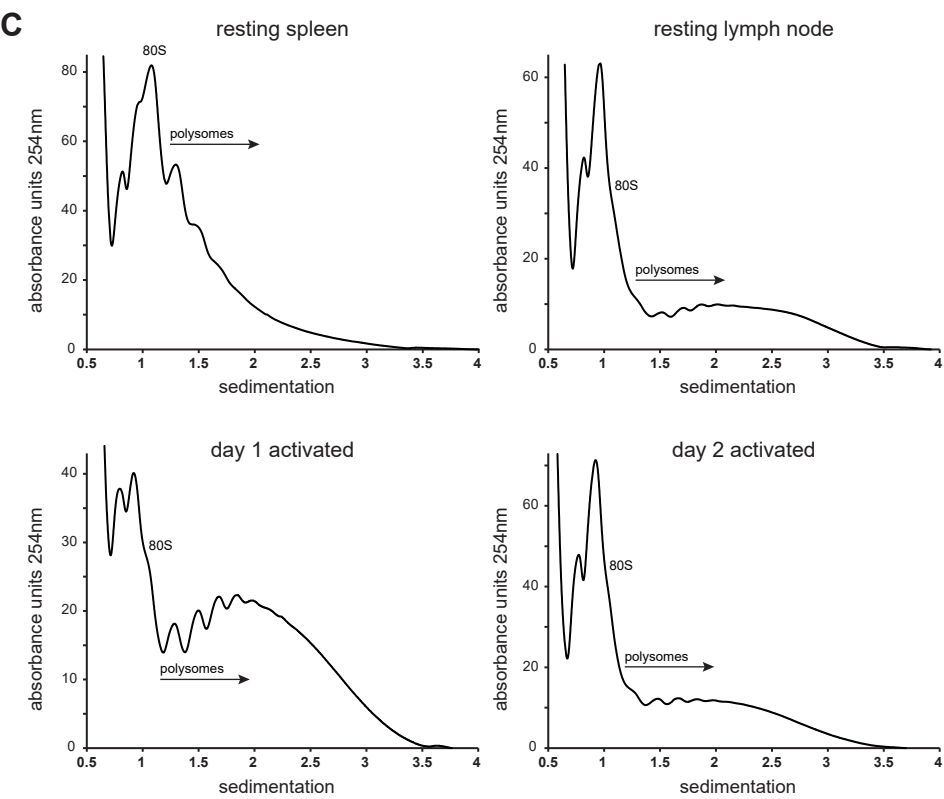 C
resting spleen
80S
polysomes
absorbance units 254nm
80
60
40
20
0
0.5 1 1.5 2 2.5 3 3.5 4
sedimentation
resting lymph node
80S
polysomes
absorbance units 254nm
60
40
20
0
0.5 1 1.5 2 2.5 3 3.5 4
sedimentation
day 1 activated
80S
polysomes
absorbance units 254nm
40
30
20
10
0
0.5 1 1.5 2 2.5 3 3.5 4
sedimentation
day 2 activated
80S
polysomes
absorbance units 254nm
60
40
20
0
0.5 1 1.5 2 2.5 3 3.5 4
sedimentation